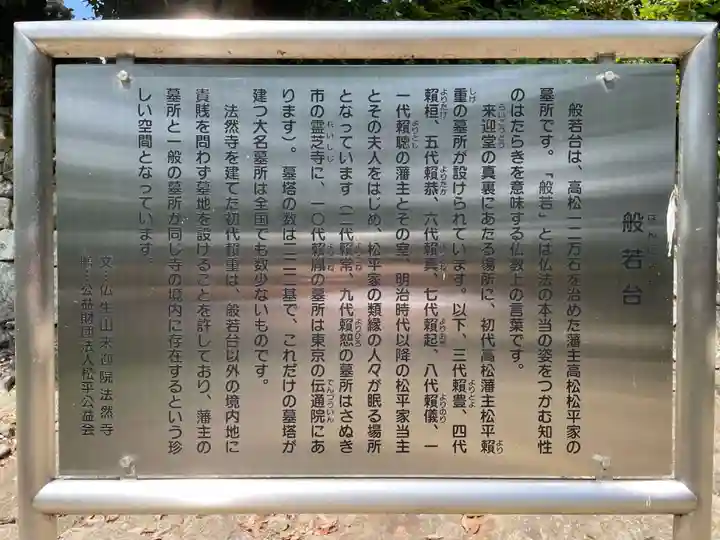 般若台
般若台は、高松一二万石を治めた藩主高松松平家の
墓所です。「般若」とは仏法の本当の姿をつかむ知性
のはたらきを意味する仏教上の言葉です。
来迎堂の真裏にあたる場所に、初代高松藩主松平頼
重の墓所が設けられています。以下、三代頼豊、四代
頼桓、五代頼恭、六代頼真、七代頼起、八代頼儀、一
一代頼聰の藩主とその室、明治時代以降の松平家当主
とその夫人をはじめ、松平家の類縁の人々が眠る場所
となっています（二代頼常、九代頼恕の墓所はさぬき
市の霊芝寺に、一〇代頼胤の墓所は東京の伝通院にあ
ります）。墓塔の数は二二二基で、これだけの墓塔が
建つ大名墓所は全国でも数少ないものです。
法然寺を建てた初代頼重は、般若台以外の境内地に
貴賎を問わず墓地を設けることを許しており、藩主の
墓所と一般の墓所が同じ寺の境内に存在するという珍
しい空間となっています。
文：仏生山来迎院法然寺
：公益財団法人松平公益会